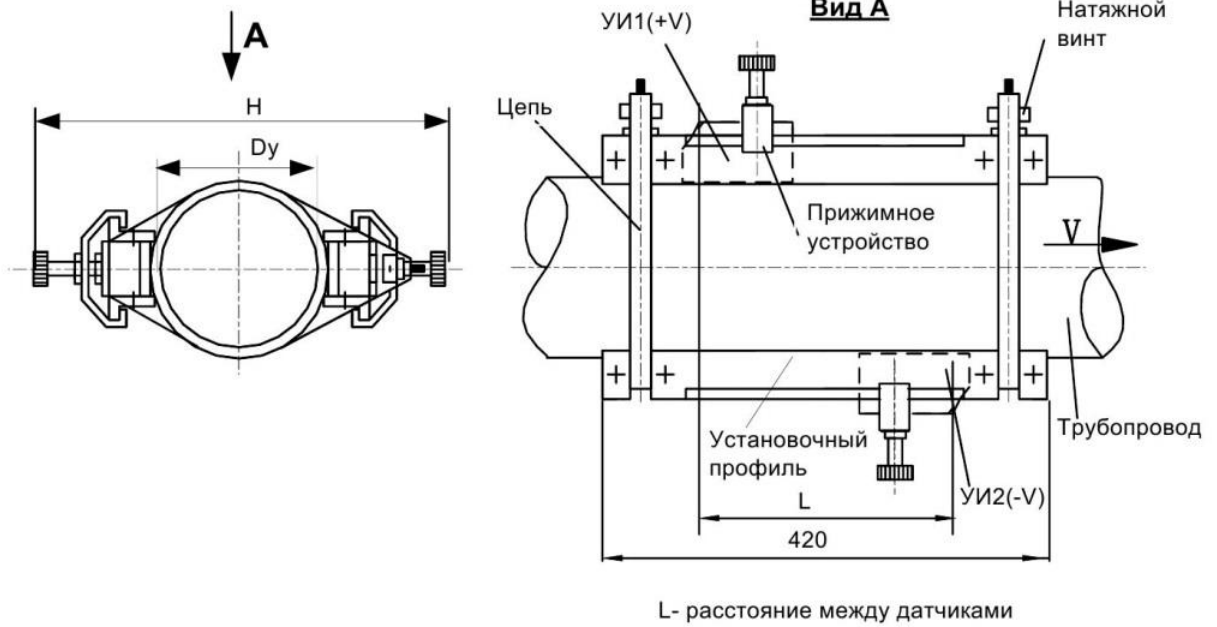 Вид А
А
Н
Dy
УИ1(+V)
Натяжной
винт
Цепь
Прижимное
устройство
V
Установочный
профиль
Трубопровод
УИ2(-V)
L
420
L- расстояние между датчиками